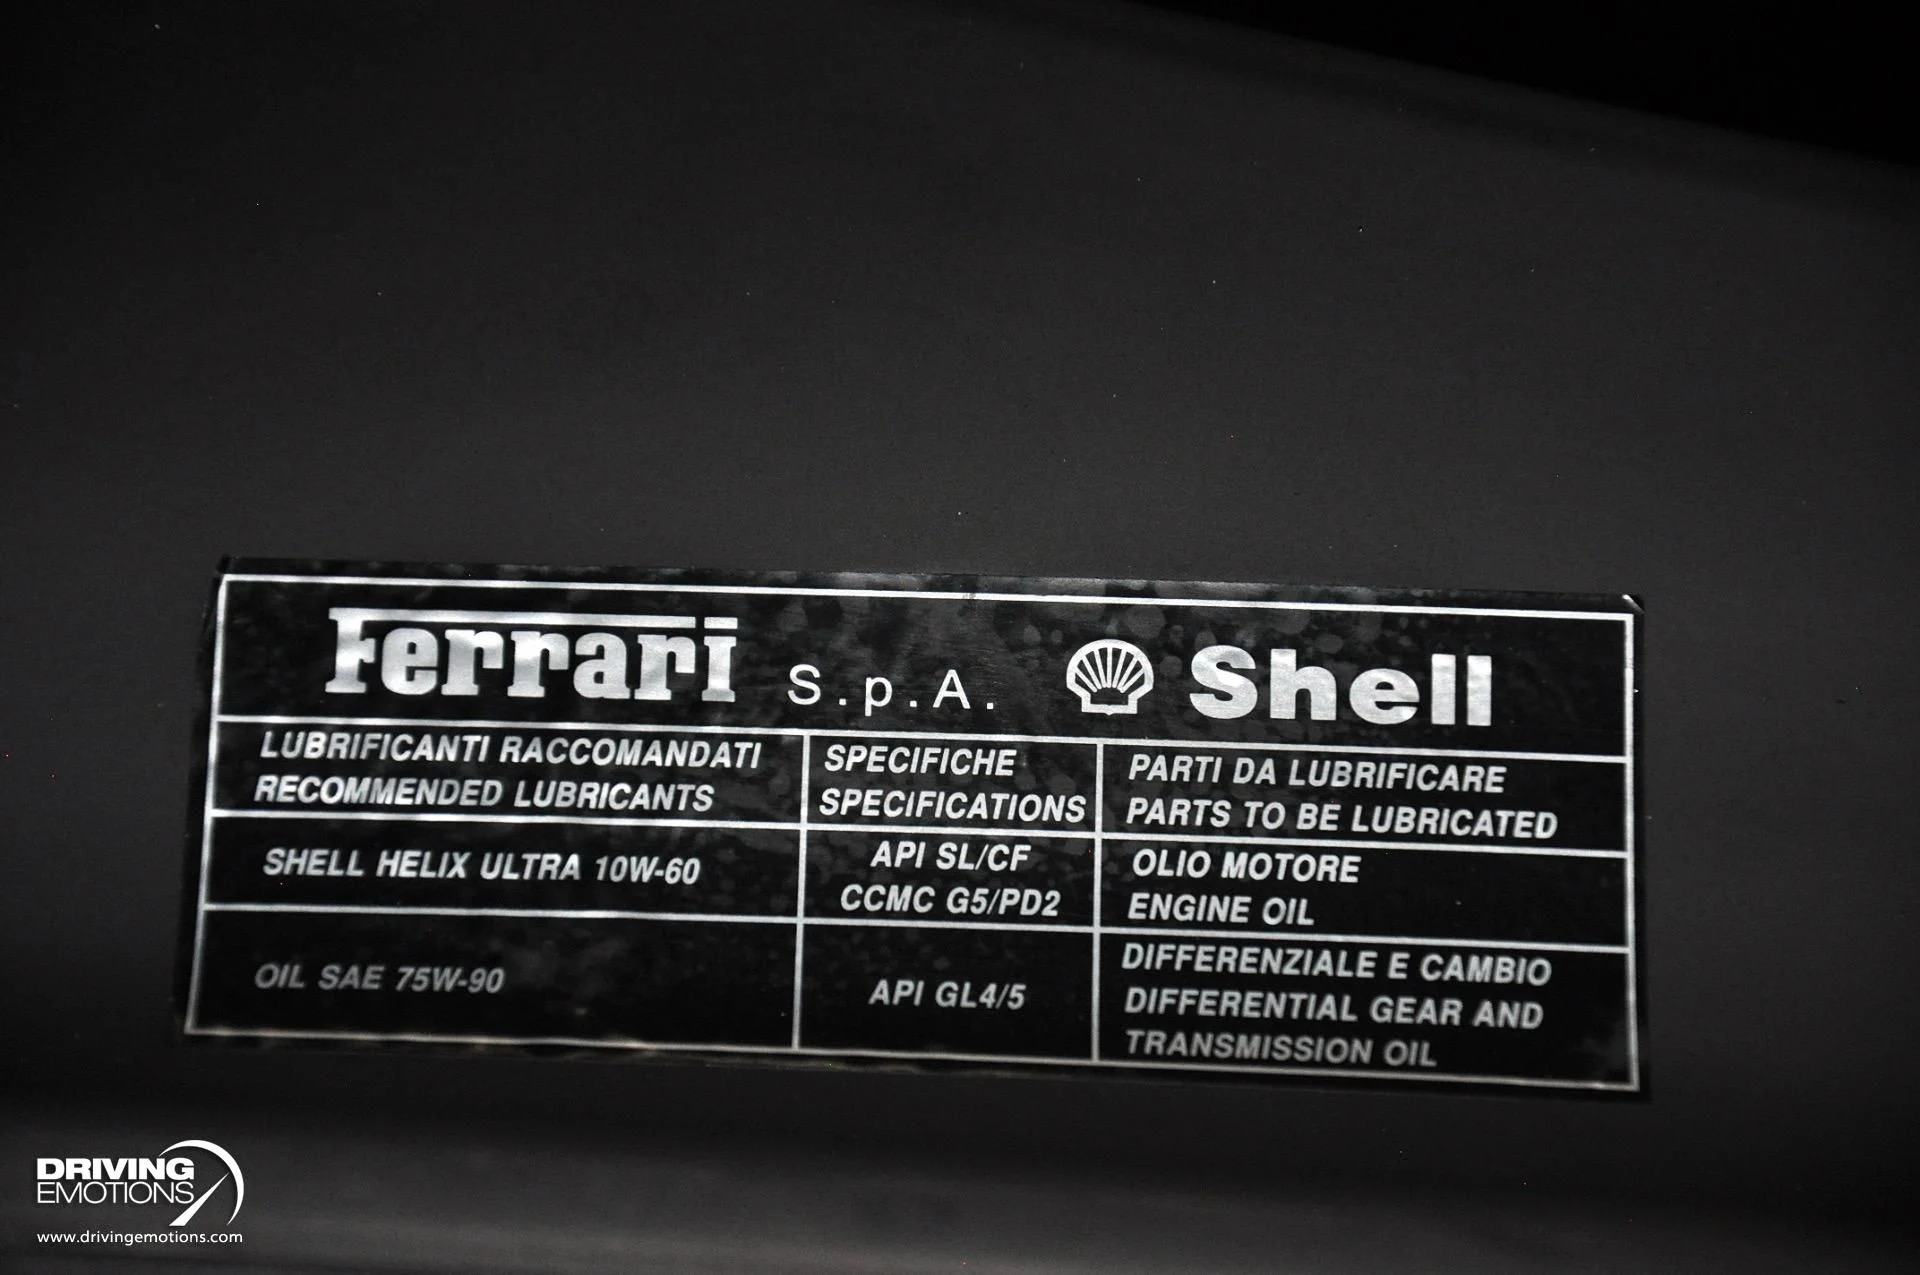 Ferrari S.p.A. Shell
LUBRIFICANTI RACCOMANDATI
RECOMMENDED LUBRICANTS
SPECIFICHE
SPECIFICATIONS
PARTI DA LUBRIFICARE
PARTS TO BE LUBRICATED
SHELL HELIX ULTRA 10W-60
API SL/CF
CCMC G5/PD2
OLIO MOTORE
ENGINE OIL
OIL SAE 75W-90
API GL4/5
DIFFERENZIALE E CAMBIO
DIFFERENTIAL GEAR AND
TRANSMISSION OIL
DRIVING
EMOTIONS
www.drivingemotions.com